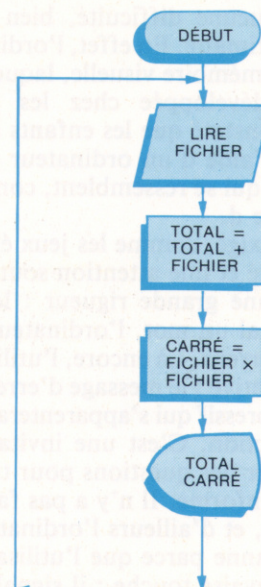 DÉBUT
LIRE
FICHIER
TOTAL =
TOTAL +
FICHIER
CARRÉ =
FICHIER ×
FICHIER
TOTAL
CARRÉ